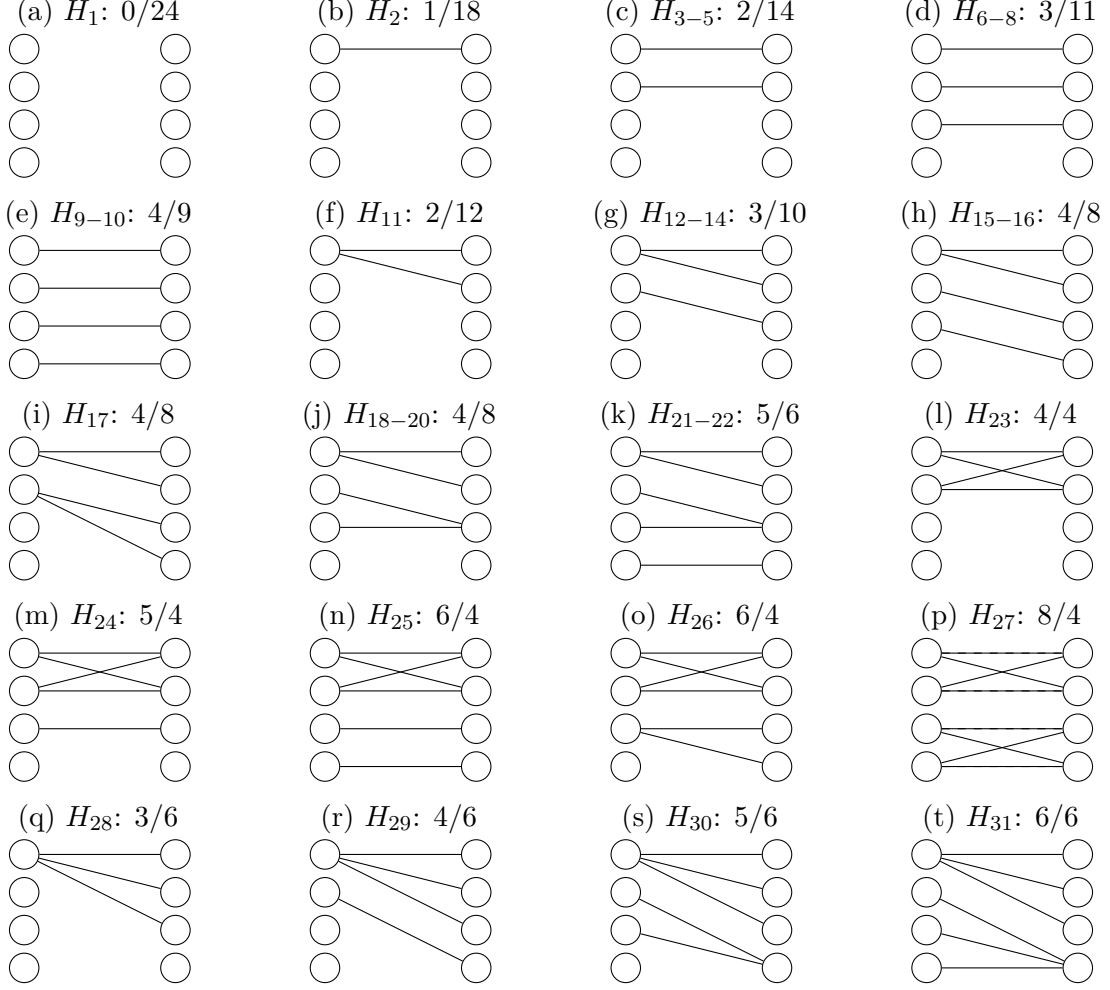 (a) H₁: 0/24
(b) H₂: 1/18
(c) H₃₋₅: 2/14
(d) H₆₋₈: 3/11
(e) H₉₋₁₀: 4/9
(f) H₁₁: 2/12
(g) H₁₂₋₁₄: 3/10
(h) H₁₅₋₁₆: 4/8
(i) H₁₇: 4/8
(j) H₁₈₋₂₀: 4/8
(k) H₂₁₋₂₂: 5/6
(l) H₂₃: 4/4
(m) H₂₄: 5/4
(n) H₂₅: 6/4
(o) H₂₆: 6/4
(p) H₂₇: 8/4
(q) H₂₈: 3/6
(r) H₂₉: 4/6
(s) H₃₀: 5/6
(t) H₃₁: 6/6